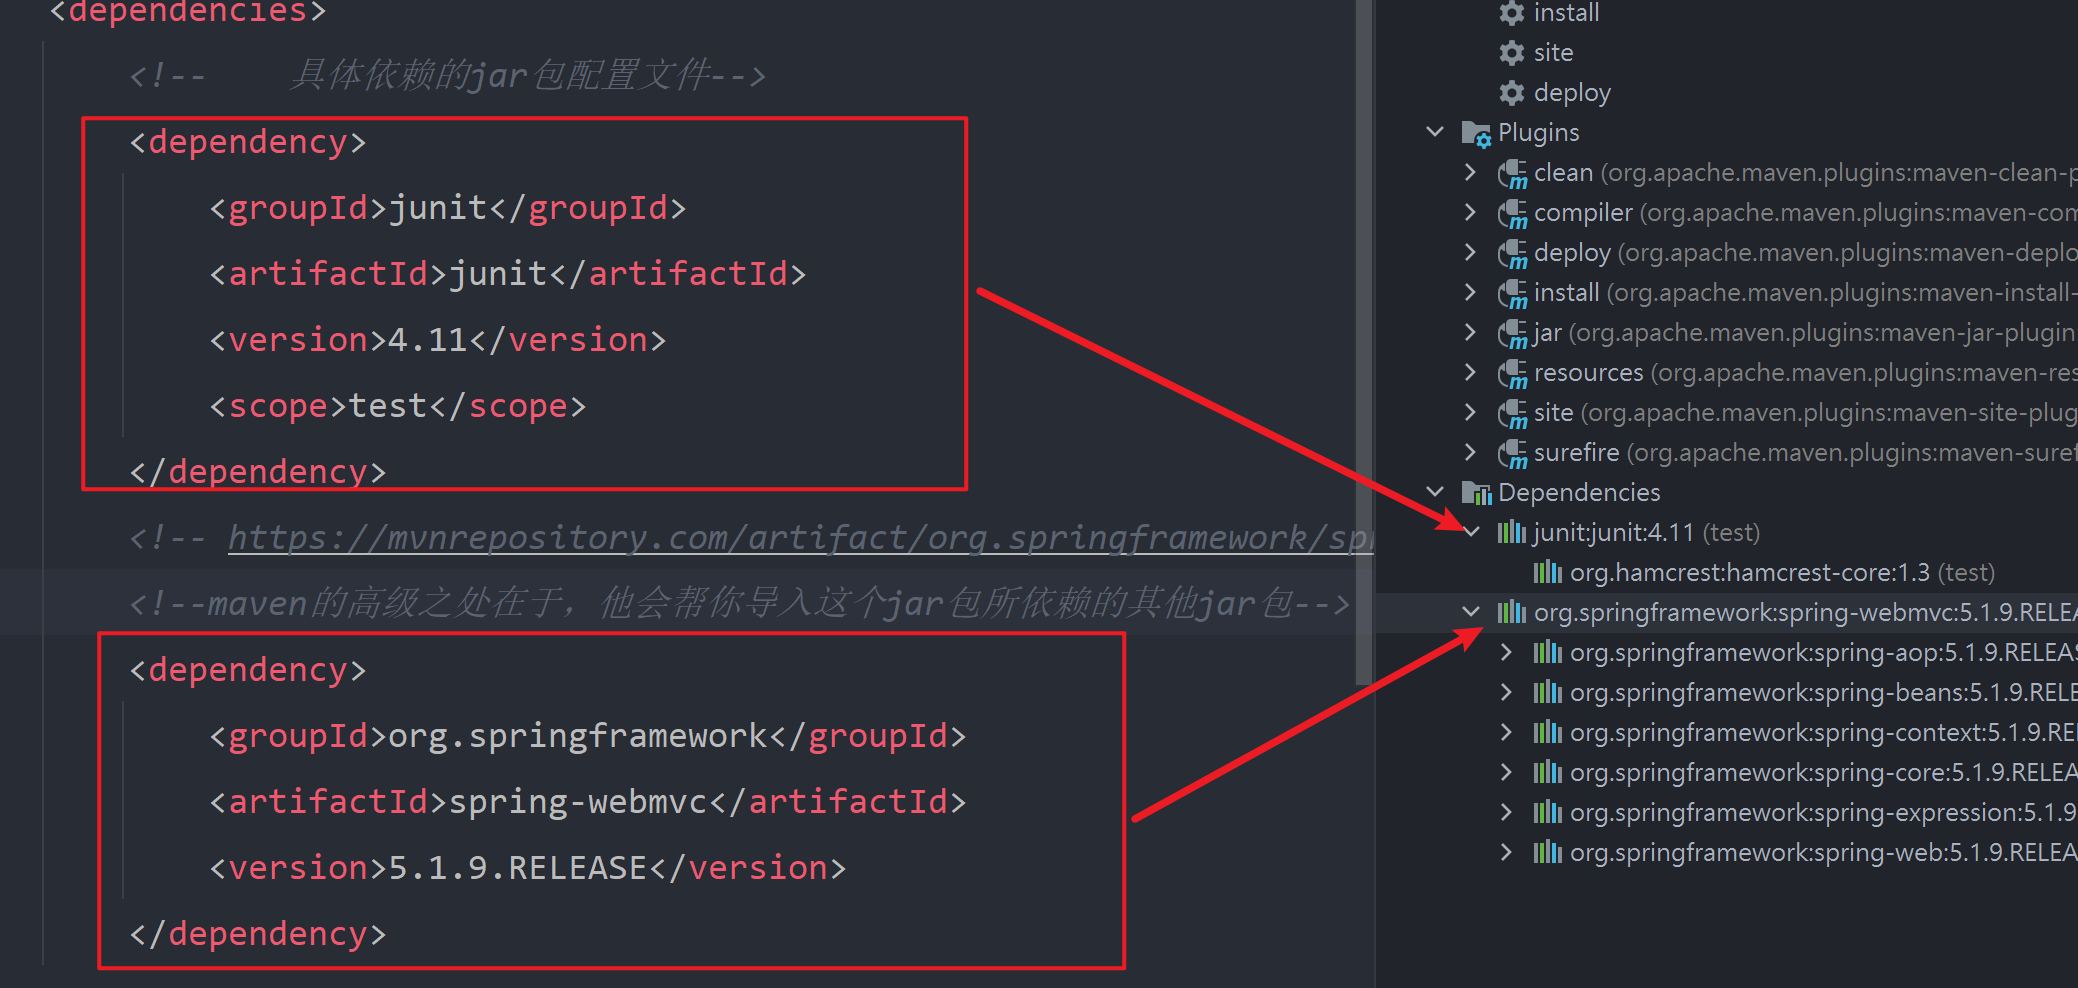 <dependencies>
<!--    具体依赖的jar包配置文件-->
<dependency>
<groupId>junit</groupId>
<artifactId>junit</artifactId>
<version>4.11</version>
<scope>test</scope>
</dependency>
<!-- https://mvnrepository.com/artifact/org.springframework/spr
<!--maven的高级之处在于，他会帮你导入这个jar包所依赖的其他jar包-->
<dependency>
<groupId>org.springframework</groupId>
<artifactId>spring-webmvc</artifactId>
<version>5.1.9.RELEASE</version>
</dependency>
install
site
deploy
Plugins
clean (org.apache.maven.plugins:maven-clean-p
compiler (org.apache.maven.plugins:maven-com
deploy (org.apache.maven.plugins:maven-deplo
install (org.apache.maven.plugins:maven-install-
jar (org.apache.maven.plugins:maven-jar-plugin
resources (org.apache.maven.plugins:maven-res
site (org.apache.maven.plugins:maven-site-plug
surefire (org.apache.maven.plugins:maven-suref
Dependencies
junit:junit:4.11 (test)
org.hamcrest:hamcrest-core:1.3 (test)
org.springframework:spring-webmvc:5.1.9.RELEA
org.springframework:spring-aop:5.1.9.RELEAS
org.springframework:spring-beans:5.1.9.RELE
org.springframework:spring-context:5.1.9.REL
org.springframework:spring-core:5.1.9.RELEA
org.springframework:spring-expression:5.1.9
org.springframework:spring-web:5.1.9.RELEA